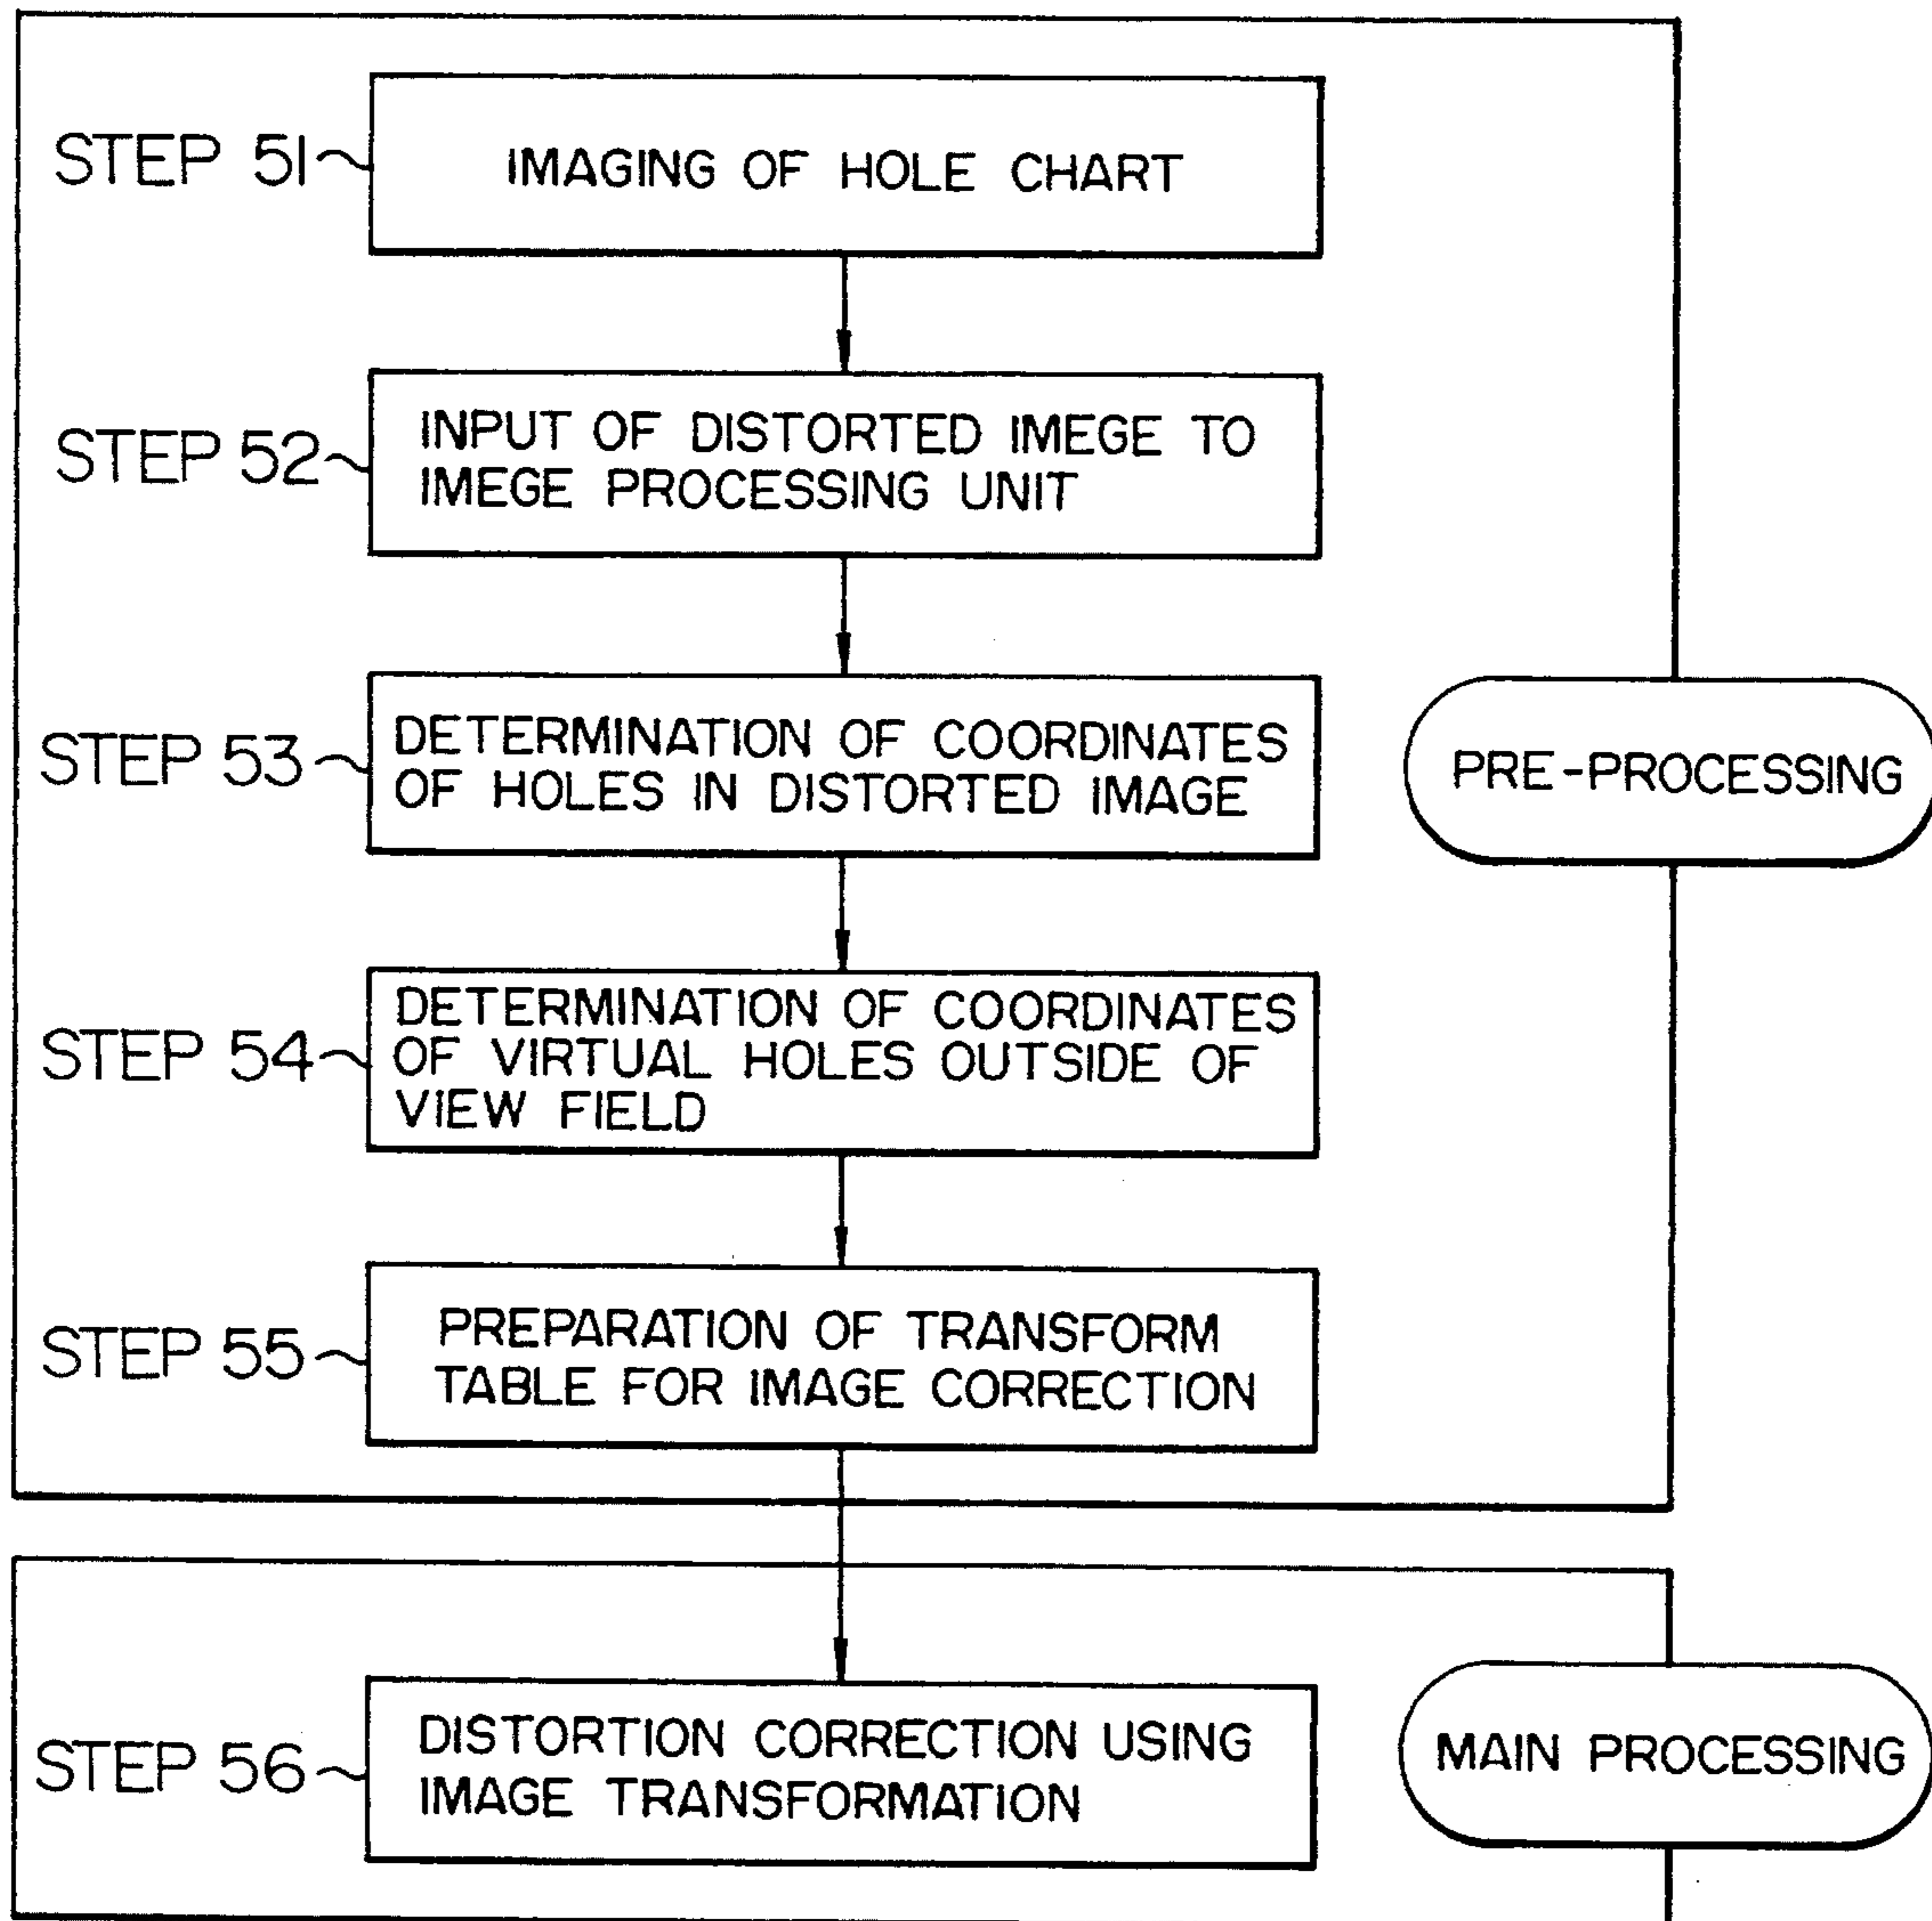 STEP 51
IMAGING OF HOLE CHART
STEP 52
INPUT OF DISTORTED IMEGE TO
IMEGE PROCESSING UNIT
STEP 53
DETERMINATION OF COORDINATES
OF HOLES IN DISTORTED IMAGE
PRE-PROCESSING
STEP 54
DETERMINATION OF COORDINATES
OF VIRTUAL HOLES OUTSIDE OF
VIEW FIELD
STEP 55
PREPARATION OF TRANSFORM
TABLE FOR IMAGE CORRECTION
STEP 56
DISTORTION CORRECTION USING
IMAGE TRANSFORMATION
MAIN PROCESSING